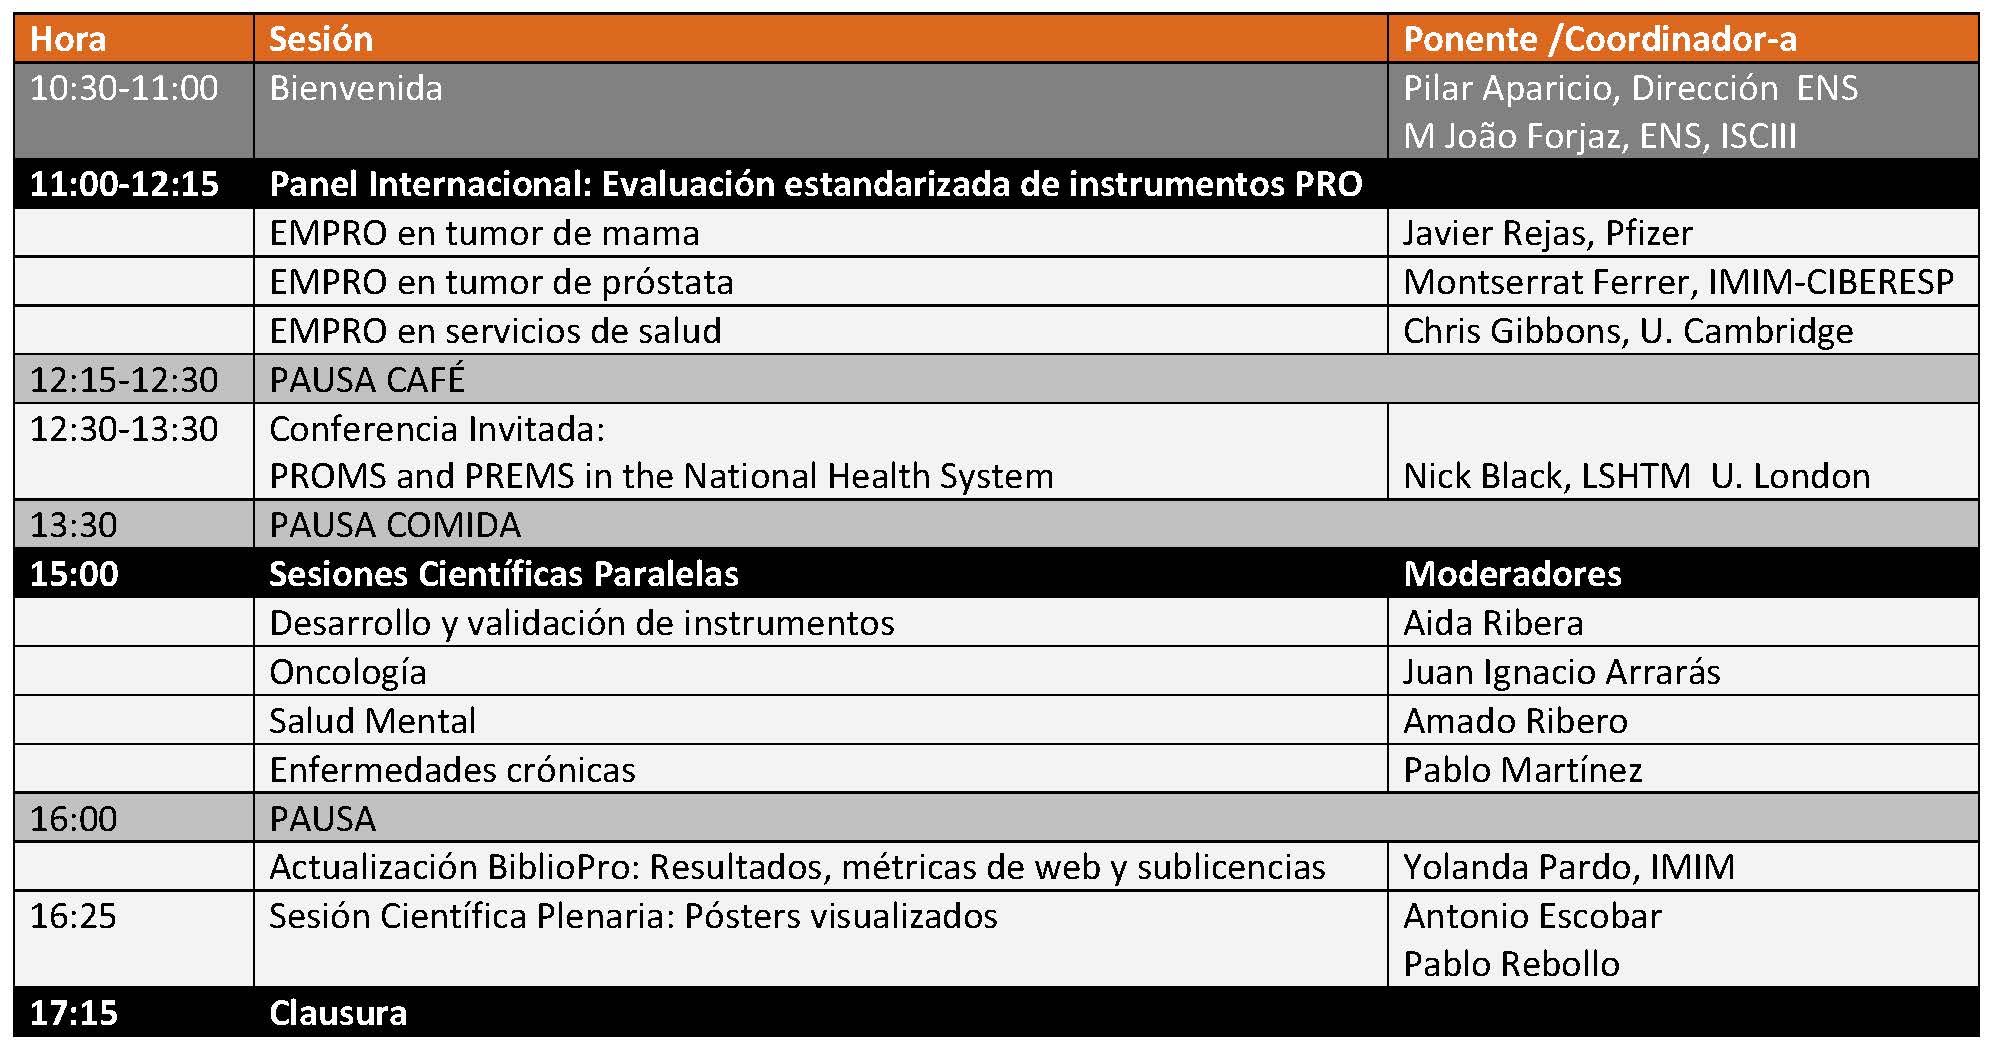 Hora Sesión Ponente /Coordinador-a
10:30-11:00 Bienvenida Pilar Aparicio, Dirección  ENS
M João Forjaz, ENS, ISCIII
11:00-12:15 Panel Internacional: Evaluación estandarizada de instrumentos PRO
EMPRO en tumor de mama Javier Rejas, Pfizer
EMPRO en tumor de próstata Montserrat Ferrer, IMIM-CIBERESP
EMPRO en servicios de salud Chris Gibbons, U. Cambridge
12:15-12:30 PAUSA CAFÉ
12:30-13:30 Conferencia Invitada:
PROMS and PREMS in the National Health System Nick Black, LSHTM  U. London
13:30 PAUSA COMIDA
15:00 Sesiones Científicas Paralelas Moderadores
Desarrollo y validación de instrumentos Aida Ribera
Oncología Juan Ignacio Arrarás
Salud Mental Amado Ribero
Enfermedades crónicas Pablo Martínez
16:00 PAUSA
Actualización BiblioPro: Resultados, métricas de web y sublicencias Yolanda Pardo, IMIM
16:25 Sesión Científica Plenaria: Pósters visualizados Antonio Escobar
Pablo Rebollo
17:15 Clausura